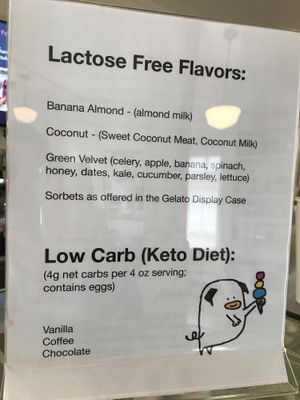 Lactose Free Flavors:
Banana Almond - (almond milk)
Coconut - (Sweet Coconut Meat, Coconut Milk)
Green Velvet (celery, apple, banana, spinach,
honey, dates, kale, cucumber, parsley, lettuce)
Sorbets as offered in the Gelato Display Case
Low Carb (Keto Diet):
(4g net carbs per 4 oz serving;
contains eggs)
Vanilla
Coffee
Chocolate